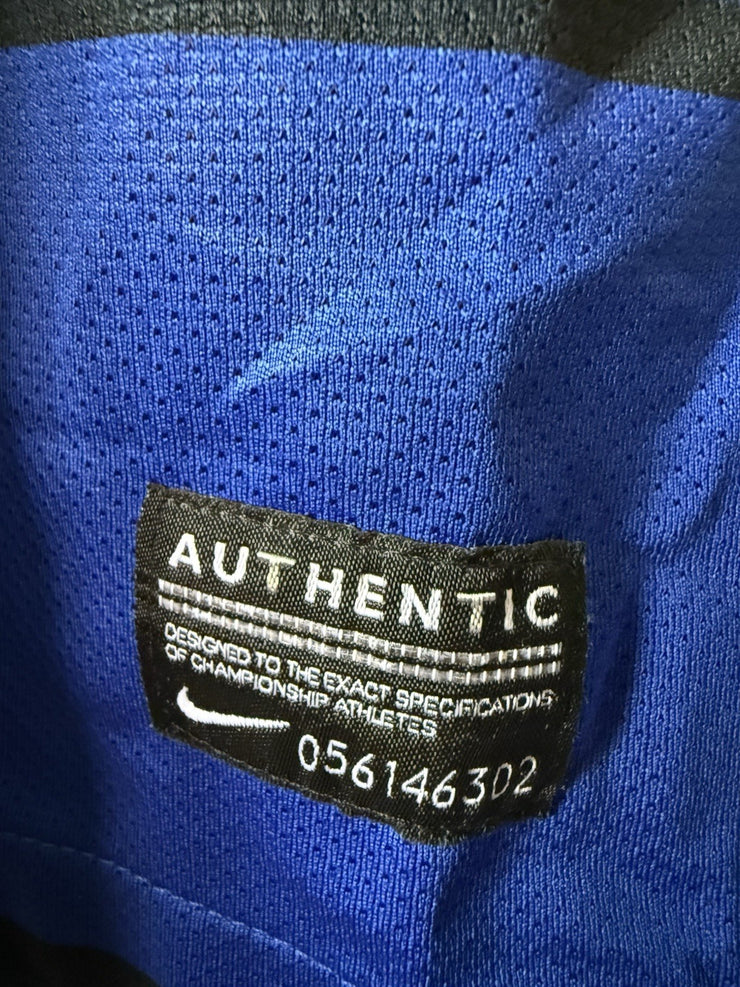 AUTHENTIC
DESIGNED TO THE EXACT SPECIFICATIONS
OF CHAMPIONSHIP ATHLETES
056146302